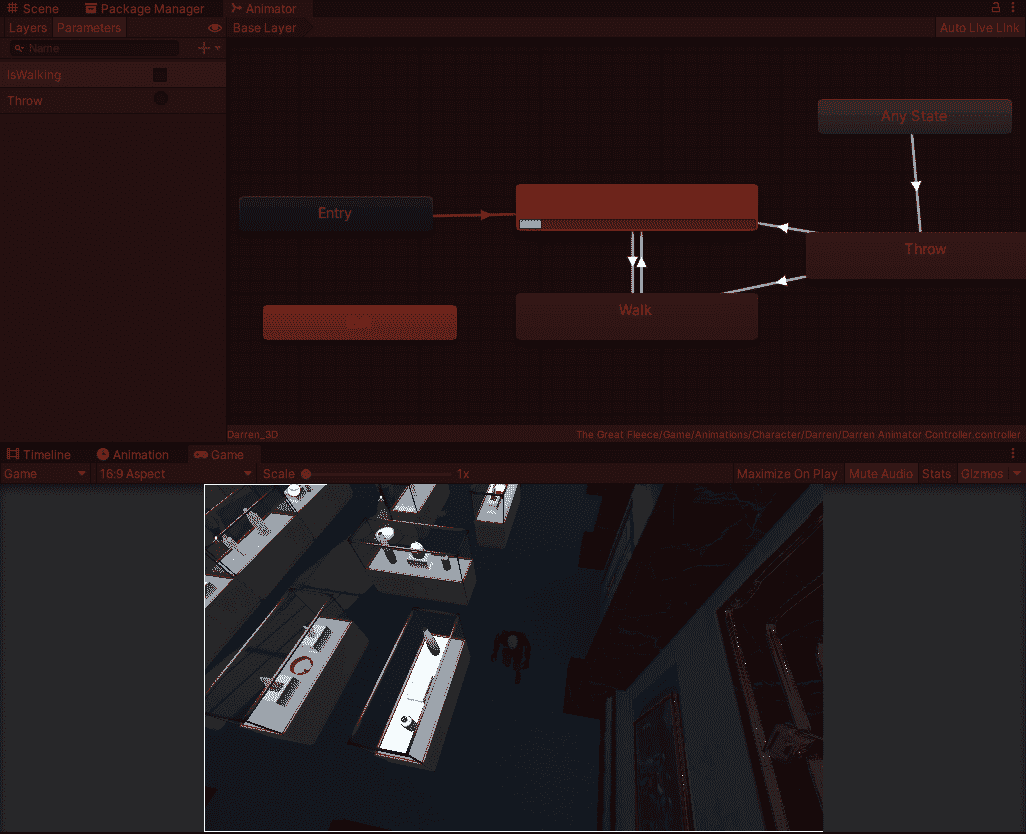 Scene Package Manager Animator
Layers Parameters Base Layer Auto Live Link
Name
IsWalking
Throw
Any State
Entry
Throw
Walk
Darren_3D The Great Fleece/Game/Animations/Character/Darren/Darren Animator Controller.controller
Timeline Animation Game
Game 16:9 Aspect Scale 1x Maximize On Play Mute Audio Stats Gizmos